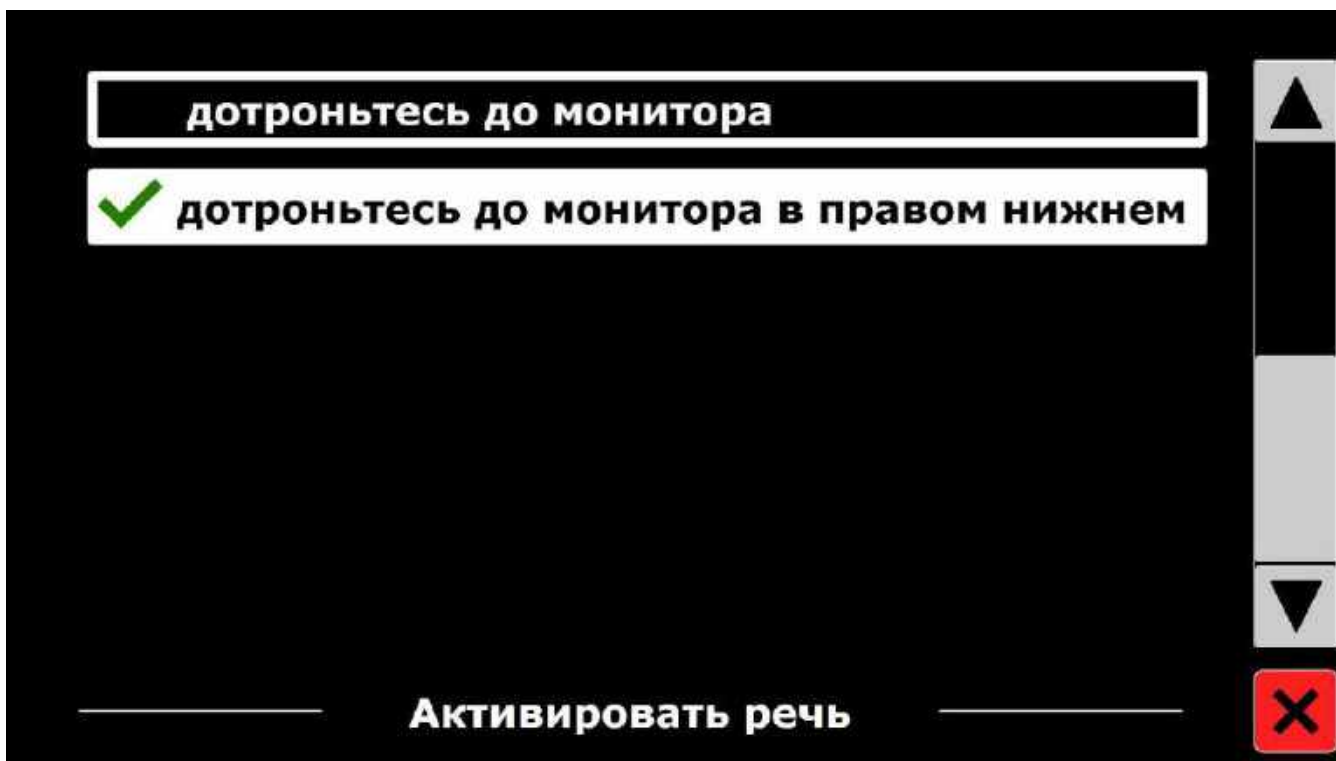 дотроньтесь до монитора
дотроньтесь до монитора в правом нижнем
Активировать речь